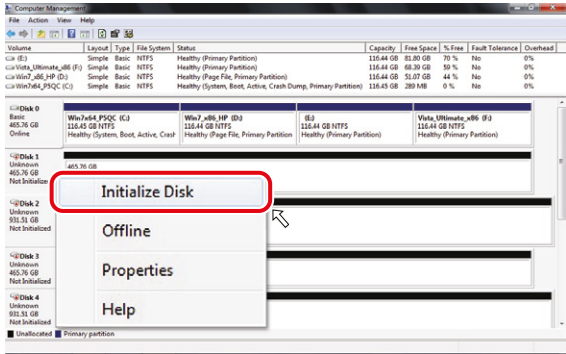 Computer Management
File Action View Help
Volume Layout Type File System Status Capacity Free Space % Free Fault Tolerance Overhead
(E:) Simple Basic NTFS Healthy (Primary Partition) 116.44 GB 81.80 GB 70 % No 0%
Vista_Ultimate_x86 (F:) Simple Basic NTFS Healthy (Primary Partition) 116.44 GB 68.39 GB 59 % No 0%
Win7_x86_HP (D:) Simple Basic NTFS Healthy (Page File, Primary Partition) 116.44 GB 51.07 GB 44 % No 0%
Win7x64_P5QC (C:) Simple Basic NTFS Healthy (System, Boot, Active, Crash Dump, Primary Partition) 116.45 GB 289 MB 0 % No 0%
Disk 0
Basic
465.76 GB
Online
Win7x64_P5QC (C:)
116.45 GB NTFS
Healthy (System, Boot, Active, Crash
Win7_x86_HP (D:)
116.44 GB NTFS
Healthy (Page File, Primary Partition
(E:)
116.44 GB NTFS
Healthy (Primary Partition)
Vista_Ultimate_x86 (F:)
116.44 GB NTFS
Healthy (Primary Partition)
Disk 1
Unknown
465.76 GB
Not Initialize
465.76 GB
Disk 2
Unknown
931.51 GB
Not Initialized
Disk 3
Unknown
465.76 GB
Not Initialized
Disk 4
Unknown
931.51 GB
Not Initialized
Initialize Disk
Offline
Properties
Help
Unallocated Primary partition